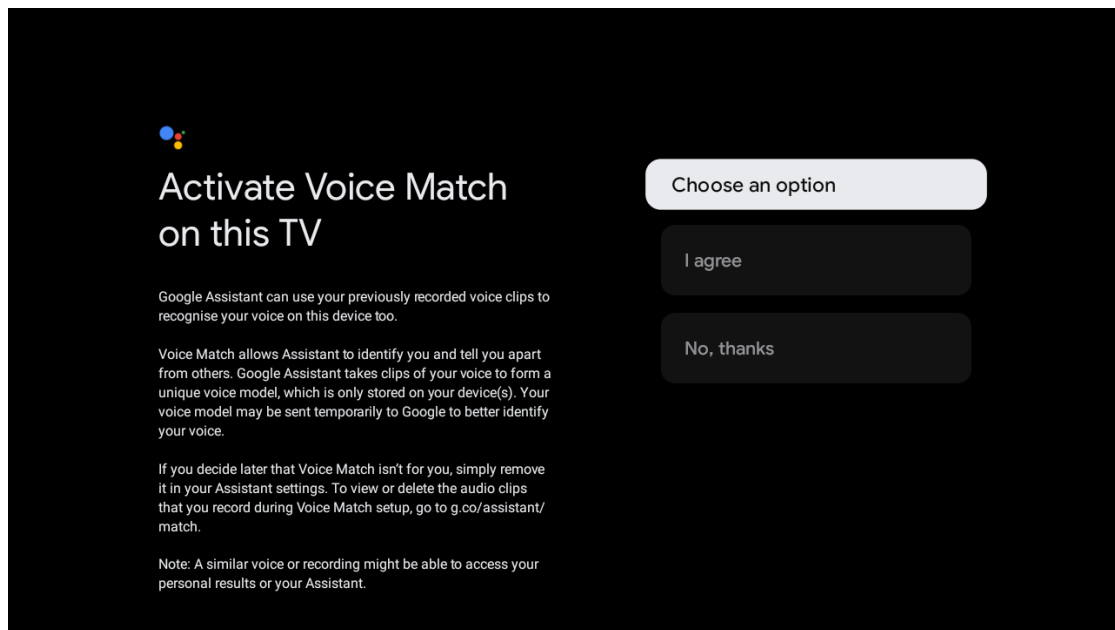 Activate Voice Match
on this TV
Google Assistant can use your previously recorded voice clips to
recognise your voice on this device too.
Voice Match allows Assistant to identify you and tell you apart
from others. Google Assistant takes clips of your voice to form a
unique voice model, which is only stored on your device(s). Your
voice model may be sent temporarily to Google to better identify
your voice.
If you decide later that Voice Match isn't for you, simply remove
it in your Assistant settings. To view or delete the audio clips
that you record during Voice Match setup, go to g.co/assistant/
match.
Note: A similar voice or recording might be able to access your
personal results or your Assistant.
Choose an option
I agree
No, thanks